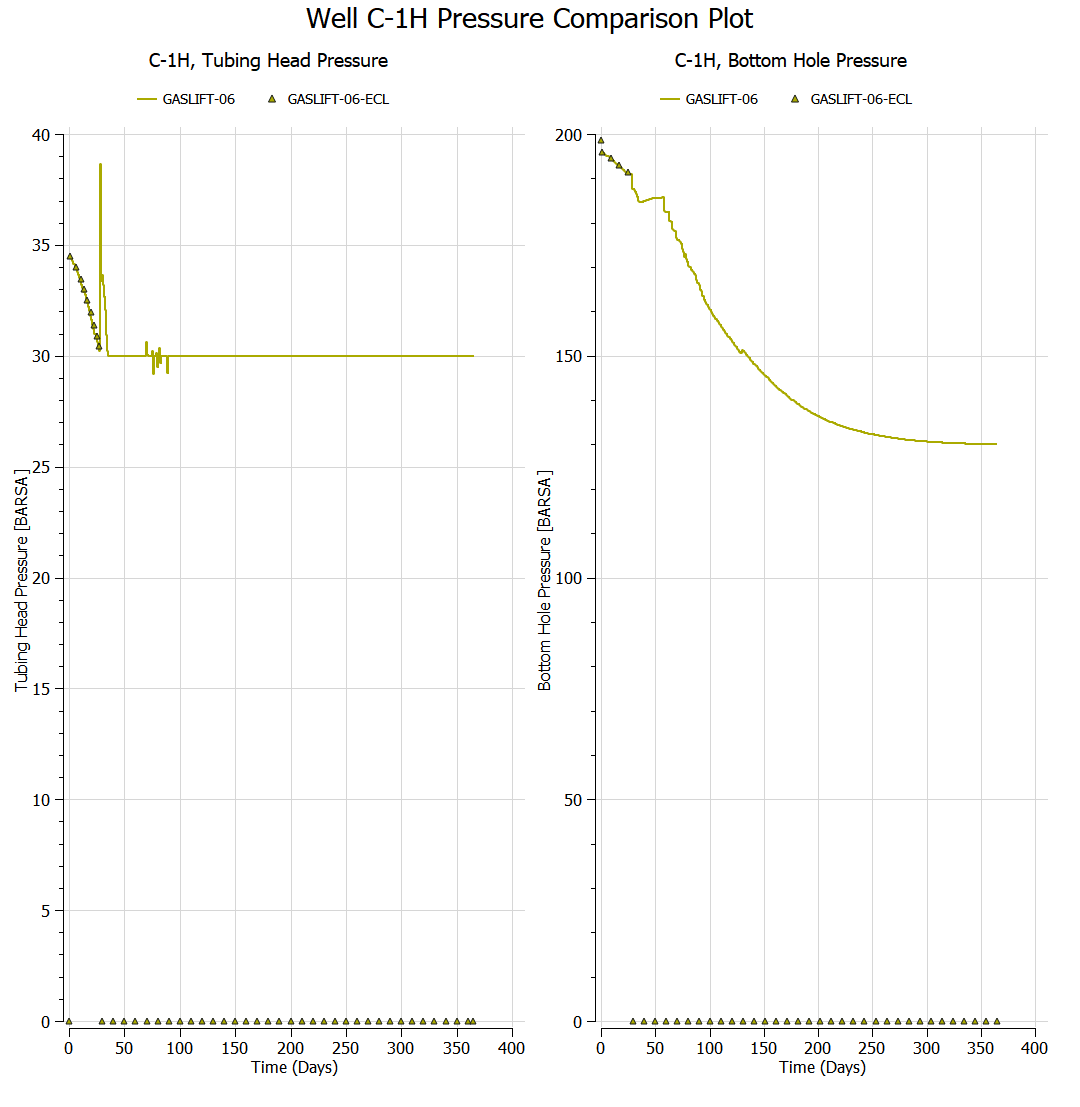 Well C-1H Pressure Comparison Plot
C-1H, Tubing Head Pressure
GASLIFT-06 GASLIFT-06-ECL
40
35
30
25
20
15
10
5
0
Tubing Head Pressure [BARSA]
0 50 100 150 200 250 300 350 400
Time (Days)
C-1H, Bottom Hole Pressure
GASLIFT-06 GASLIFT-06-ECL
200
150
100
50
0
Bottom Hole Pressure [BARSA]
0 50 100 150 200 250 300 350 400
Time (Days)